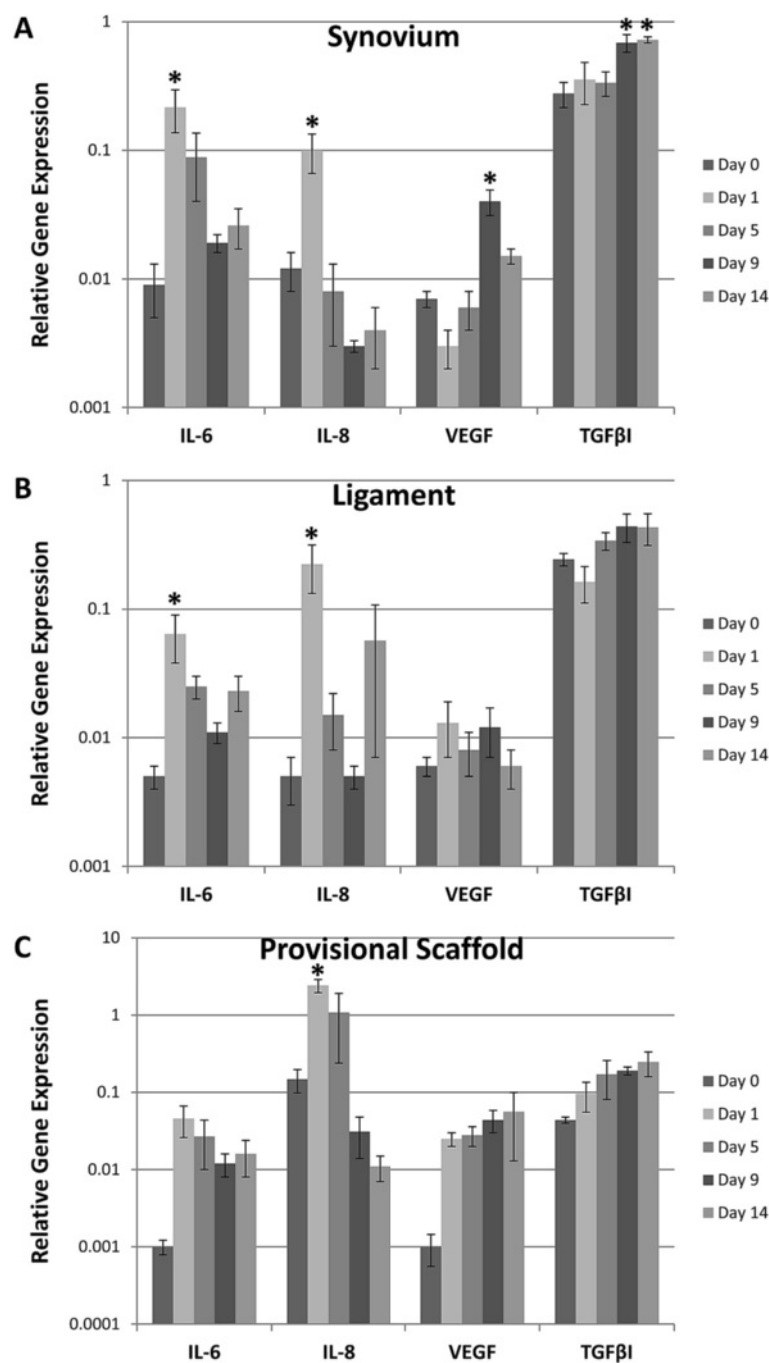 A
Synovium
Relative Gene Expression
1
0.1
0.01
0.001
* * * * *
IL-6 IL-8 VEGF TGFβI
Day 0
Day 1
Day 5
Day 9
Day 14
B
Ligament
Relative Gene Expression
1
0.1
0.01
0.001
* *
IL-6 IL-8 VEGF TGFβI
Day 0
Day 1
Day 5
Day 9
Day 14
C
Provisional Scaffold
Relative Gene Expression
10
1
0.1
0.01
0.001
0.0001
*
IL-6 IL-8 VEGF TGFβI
Day 0
Day 1
Day 5
Day 9
Day 14